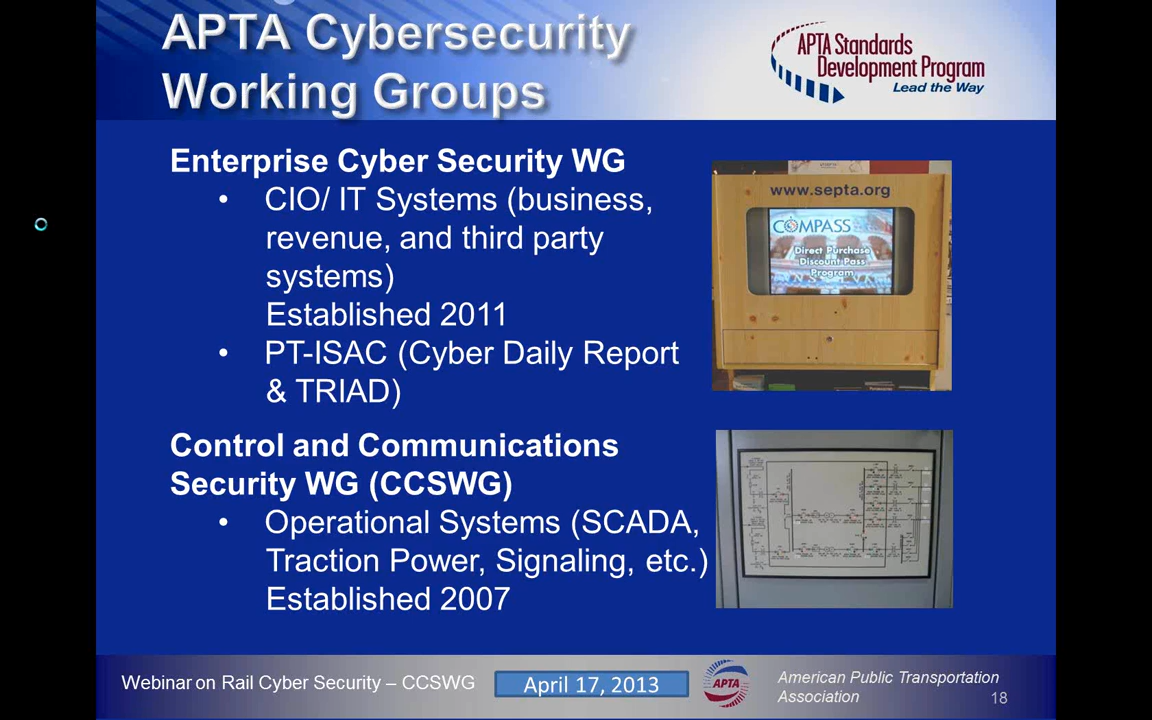 APTA Cybersecurity
Working Groups
APTA Standards
Development Program
Lead the Way
Enterprise Cyber Security WG
• CIO/ IT Systems (business,
revenue, and third party
systems)
Established 2011
• PT-ISAC (Cyber Daily Report
& TRIAD)
www.septa.org
COMPASS
Direct Purchase
Discount Pass
Program
Control and Communications
Security WG (CCSWG)
• Operational Systems (SCADA,
Traction Power, Signaling, etc.)
Established 2007
Webinar on Rail Cyber Security – CCSWG
April 17, 2013
APTA
American Public Transportation
Association
18